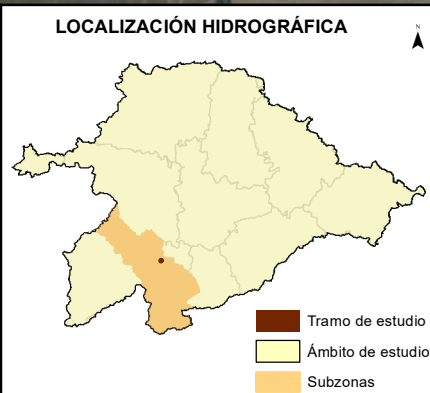 LOCALIZACIÓN HIDROGRÁFICA
N
Tramo de estudio
Ámbito de estudio
Subzonas